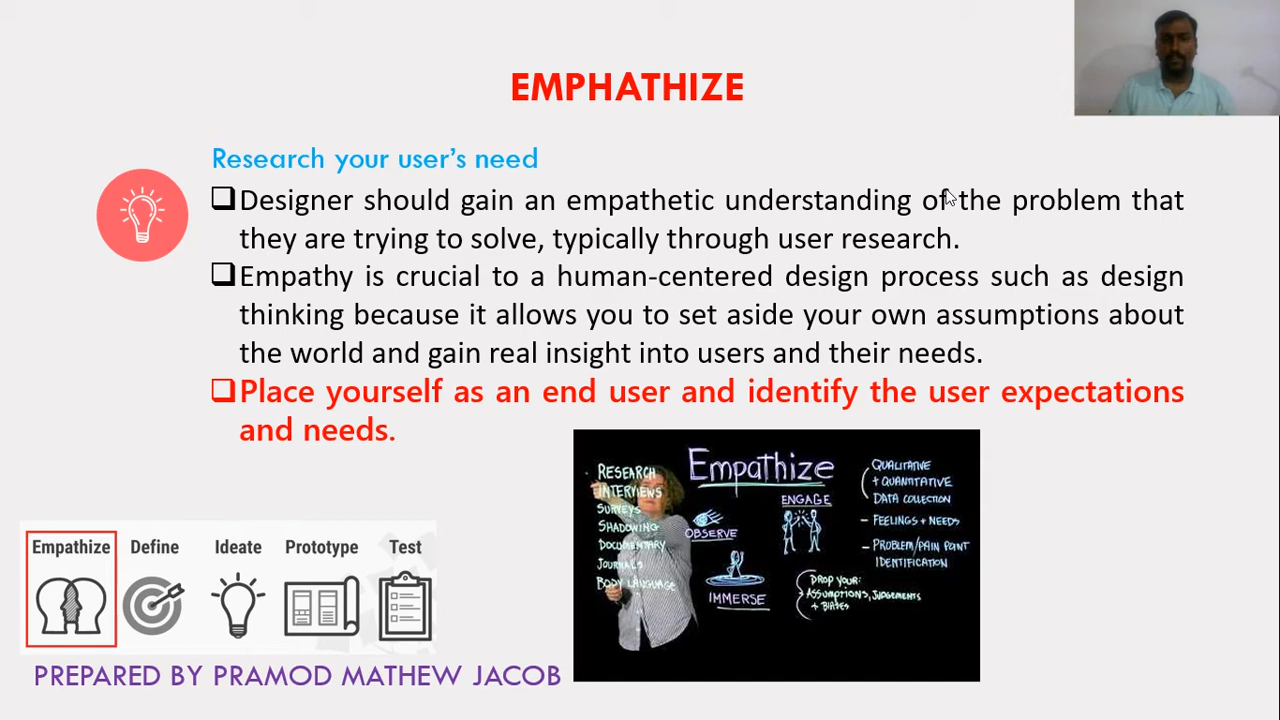 EMPHATHIZE
Research your user's need
Designer should gain an empathetic understanding of the problem that
they are trying to solve, typically through user research.
Empathy is crucial to a human-centered design process such as design
thinking because it allows you to set aside your own assumptions about
the world and gain real insight into users and their needs.
Place yourself as an end user and identify the user expectations
and needs.
RESEARCH
INTERVIEWS
SURVEYS
SHADOWING
DOCUMENTARY
JOURNALS
BODY LANGUAGE
Empathize
OBSERVE
ENGAGE
IMMERSE
QUALITATIVE
+ QUANTITATIVE
DATA COLLECTION
- FEELINGS + NEEDS
- PROBLEM/PAIN POINT
IDENTIFICATION
DROP YOUR:
ASSUMPTIONS, JUDGEMENTS
+ BIASES
Empathize Define Ideate Prototype Test
PREPARED BY PRAMOD MATHEW JACOB